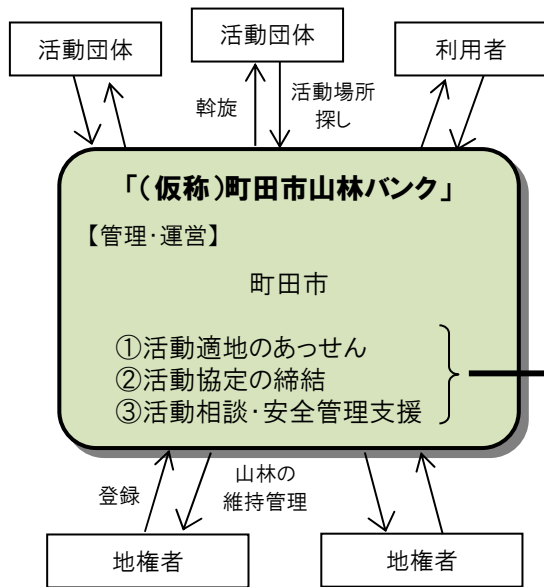 活動団体
活動団体
利用者
斡旋
活動場所
探し
「(仮称)町田市山林バンク」
【管理・運営】
町田市
①活動適地のあっせん
②活動協定の締結
③活動相談・安全管理支援
登録
山林の
維持管理
地権者
地権者